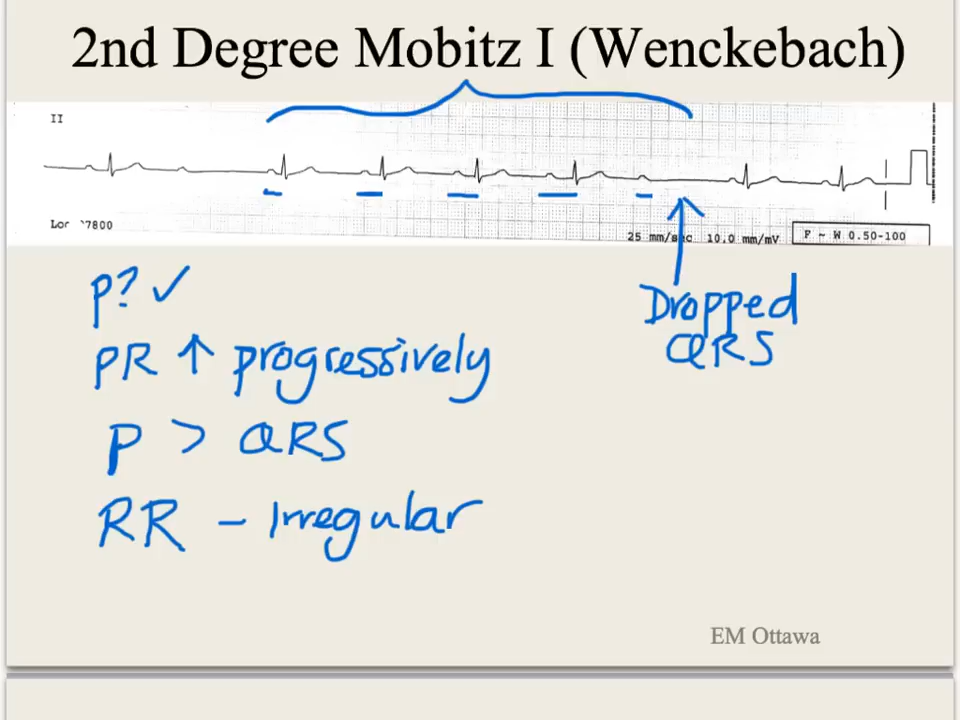 2nd Degree Mobitz I (Wenckebach)
II
25 mm/sec 10.0 mm/mV
F ~ W 0.50-100
P? ✓
Dropped
QRS
PR ↑ progressively
P > QRS
RR - Irregular
EM Ottawa